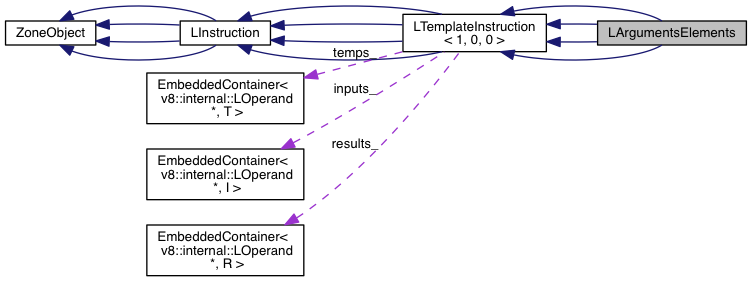 ZoneObject
LInstruction
LTemplateInstruction
< 1, 0, 0 >
LArgumentsElements
temps_
EmbeddedContainer<
v8::internal::LOperand
*, T >
inputs_
EmbeddedContainer<
v8::internal::LOperand
*, I >
results_
EmbeddedContainer<
v8::internal::LOperand
*, R >